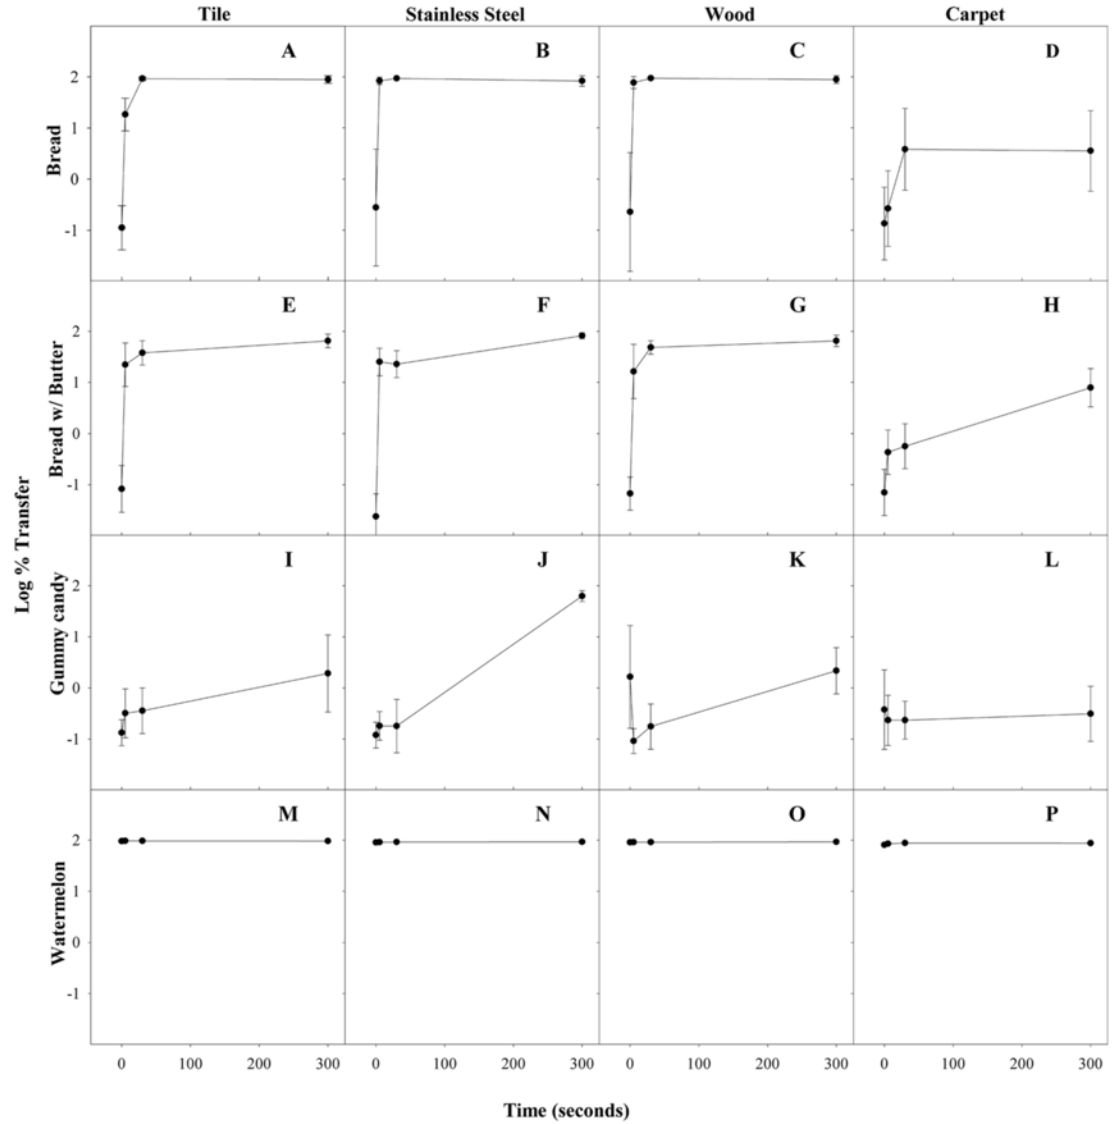 Tile Stainless Steel Wood Carpet
A B C D
Bread
2
1
0
-1
E F G H
Bread w/ Butter
2
1
0
-1
Log % Transfer
I J K L
Gummy candy
2
1
0
-1
M N O P
Watermelon
2
1
0
-1
0 100 200 300 0 100 200 300 0 100 200 300 0 100 200 300
Time (seconds)